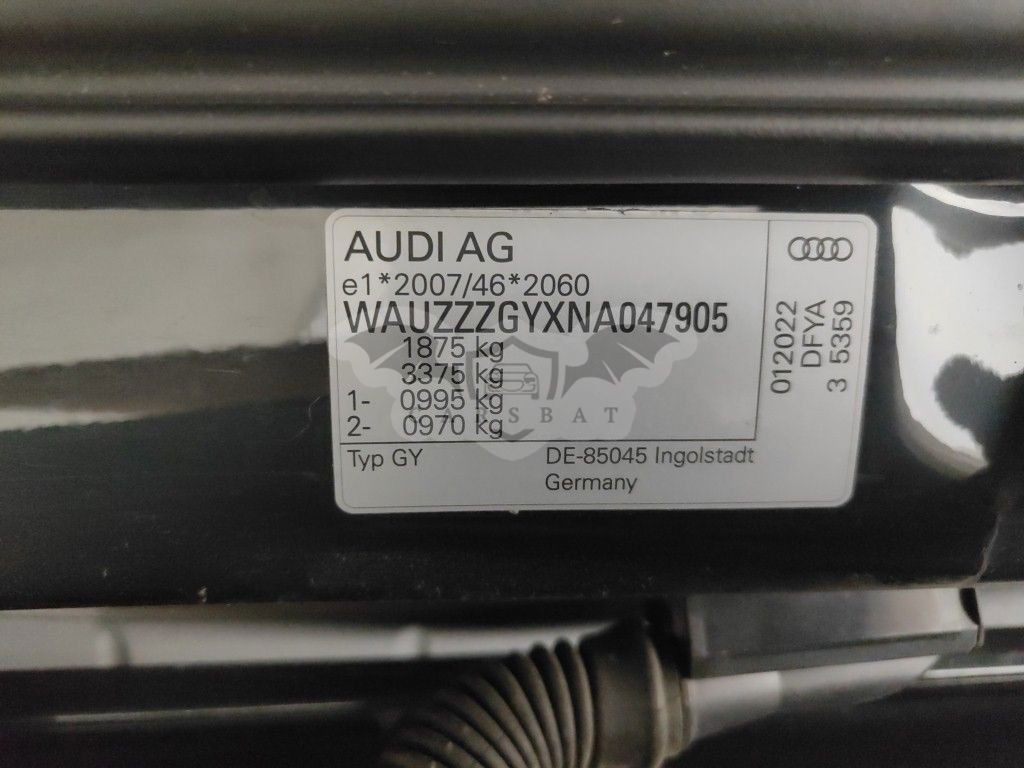 AUDI AG
e1*2007/46*2060
WAUZZZGYXNA047905
1875 kg
3375 kg
1- 0995 kg
2- 0970 kg
Typ GY
DE-85045 Ingolstadt
Germany
012022
DFYA
3 5359
CARSBAT